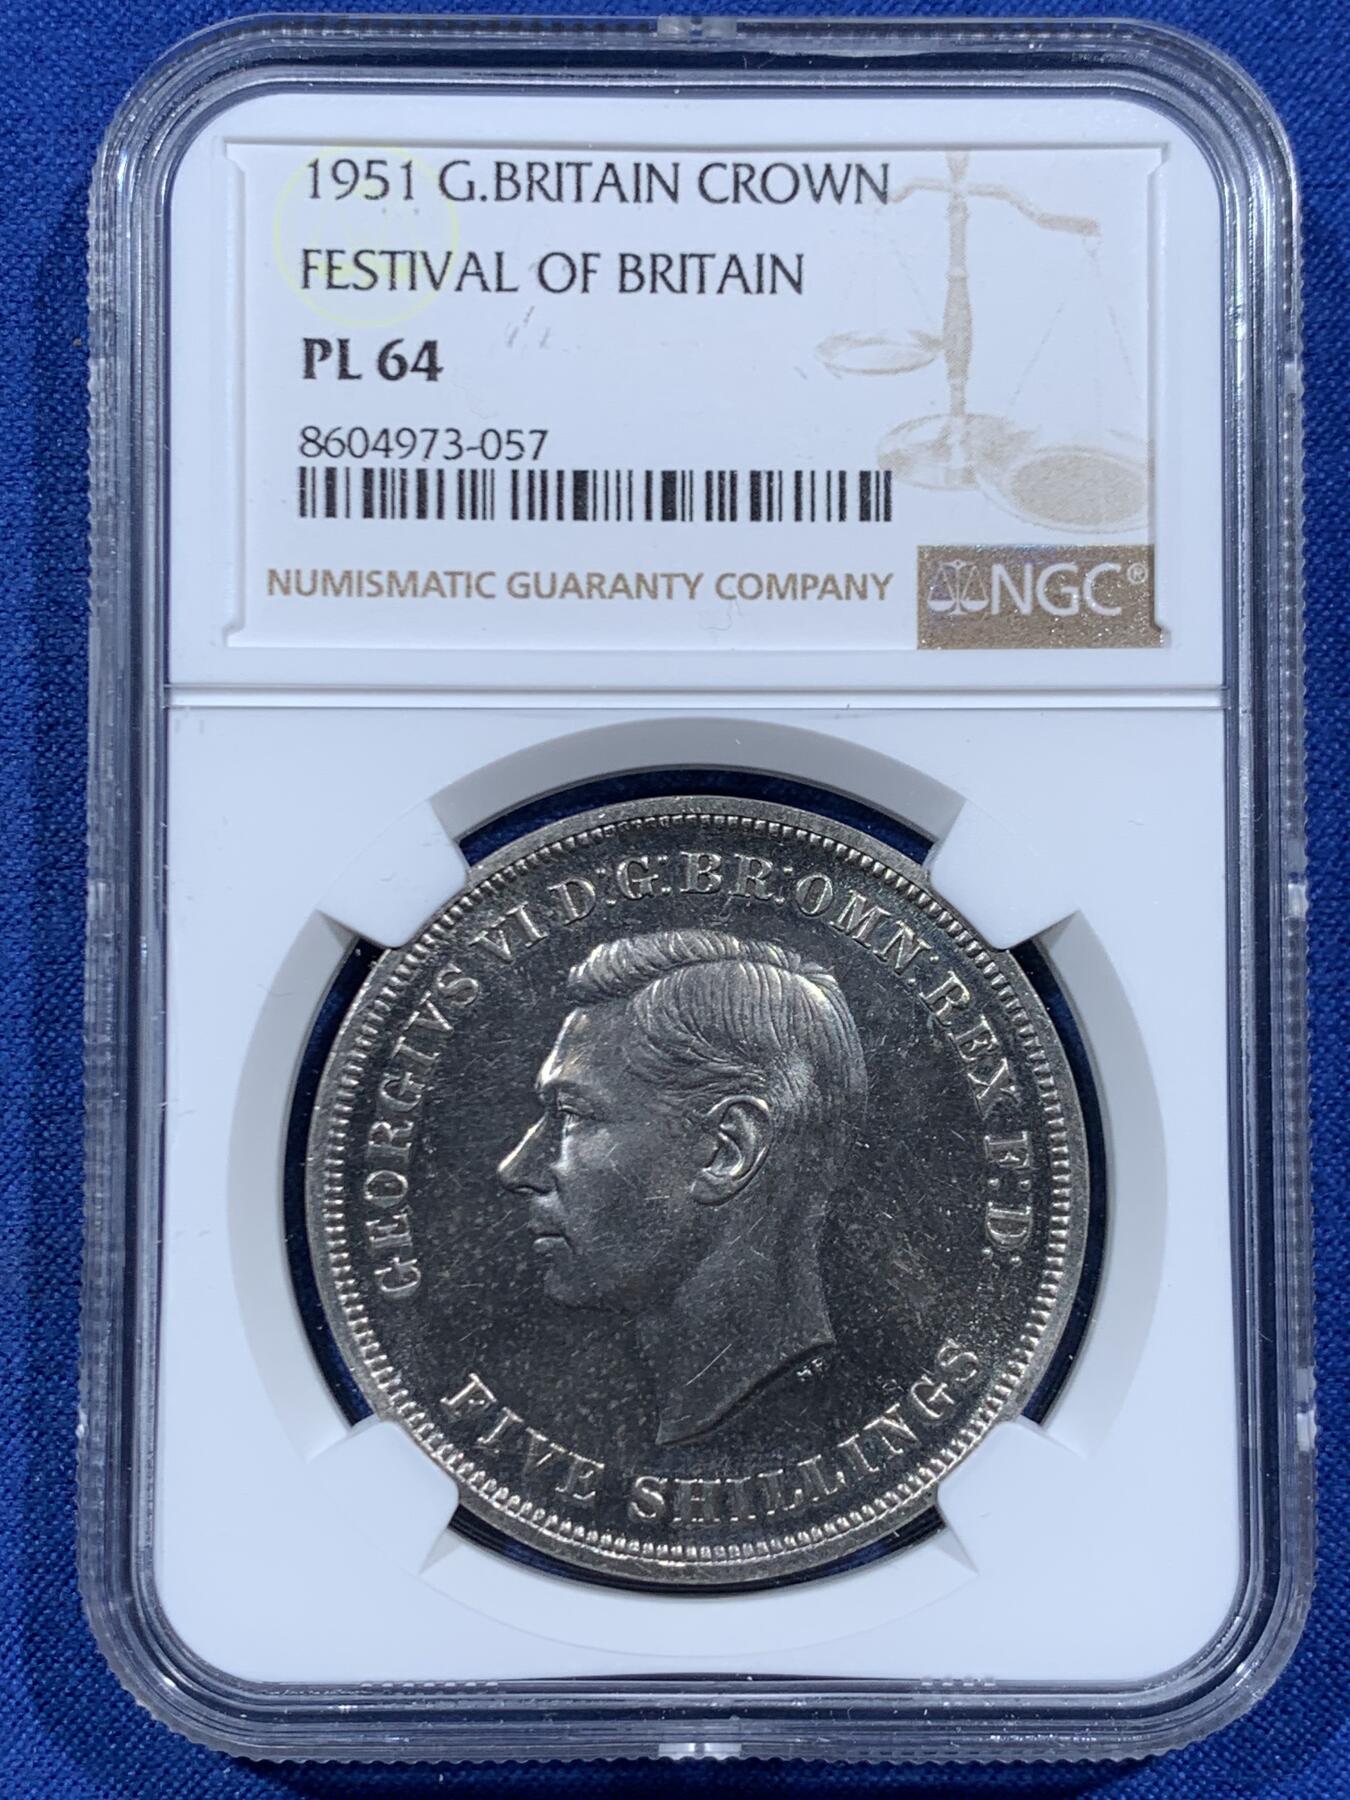 1951 G.BRITAIN CROWN
FESTIVAL OF BRITAIN
PL 64
8604973-057
NUMISMATIC GUARANTY COMPANY
NGC®
GEORGIVS VI D:G:BR:OMN:REX F:D:
HP
FIVE SHILLINGS